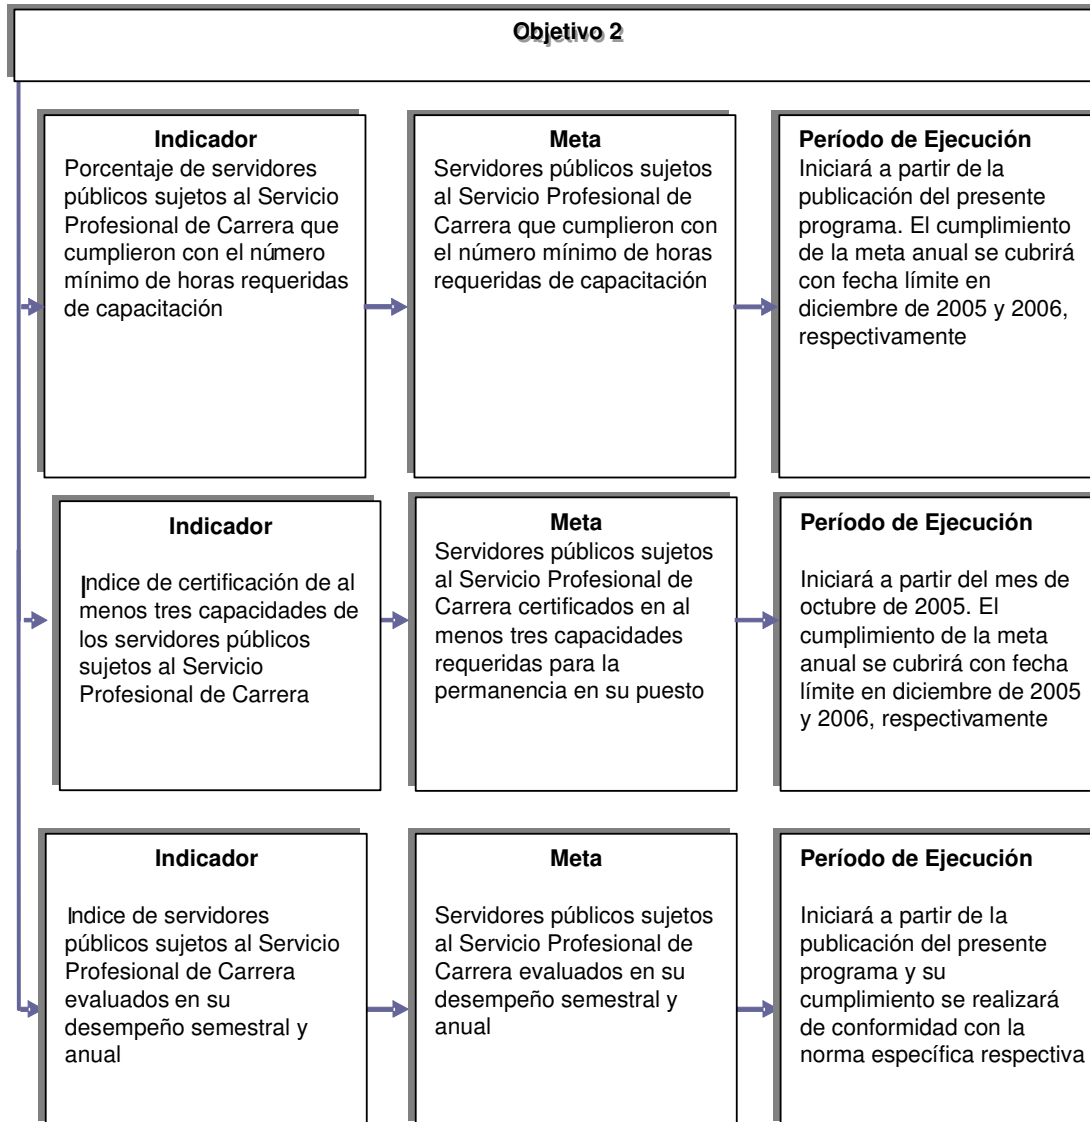 Objetivo 2
Indicador
Porcentaje de servidores
públicos sujetos al Servicio
Profesional de Carrera que
cumplieron con el número
mínimo de horas requeridas
de capacitación
Meta
Servidores públicos sujetos
al Servicio Profesional de
Carrera que cumplieron con
el número mínimo de horas
requeridas de capacitación
Período de Ejecución
Iniciará a partir de la
publicación del presente
programa. El cumplimiento
de la meta anual se cubrirá
con fecha límite en
diciembre de 2005 y 2006,
respectivamente
Indicador
Indice de certificación de al
menos tres capacidades de
los servidores públicos
sujetos al Servicio
Profesional de Carrera
Meta
Servidores públicos sujetos
al Servicio Profesional de
Carrera certificados en al
menos tres capacidades
requeridas para la
permanencia en su puesto
Período de Ejecución
Iniciará a partir del mes de
octubre de 2005. El
cumplimiento de la meta
anual se cubrirá con fecha
límite en diciembre de 2005
y 2006, respectivamente
Indicador
Indice de servidores
públicos sujetos al Servicio
Profesional de Carrera
evaluados en su
desempeño semestral y
anual
Meta
Servidores públicos sujetos
al Servicio Profesional de
Carrera evaluados en su
desempeño semestral y
anual
Período de Ejecución
Iniciará a partir de la
publicación del presente
programa y su
cumplimiento se realizará
de conformidad con la
norma específica respectiva